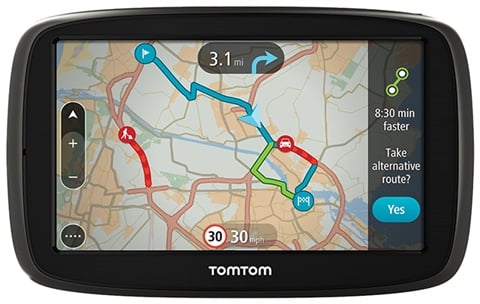 3.1 mi
8:30 min
faster
Take
alternative
route?
Yes
30 30 mph
TOMTOM